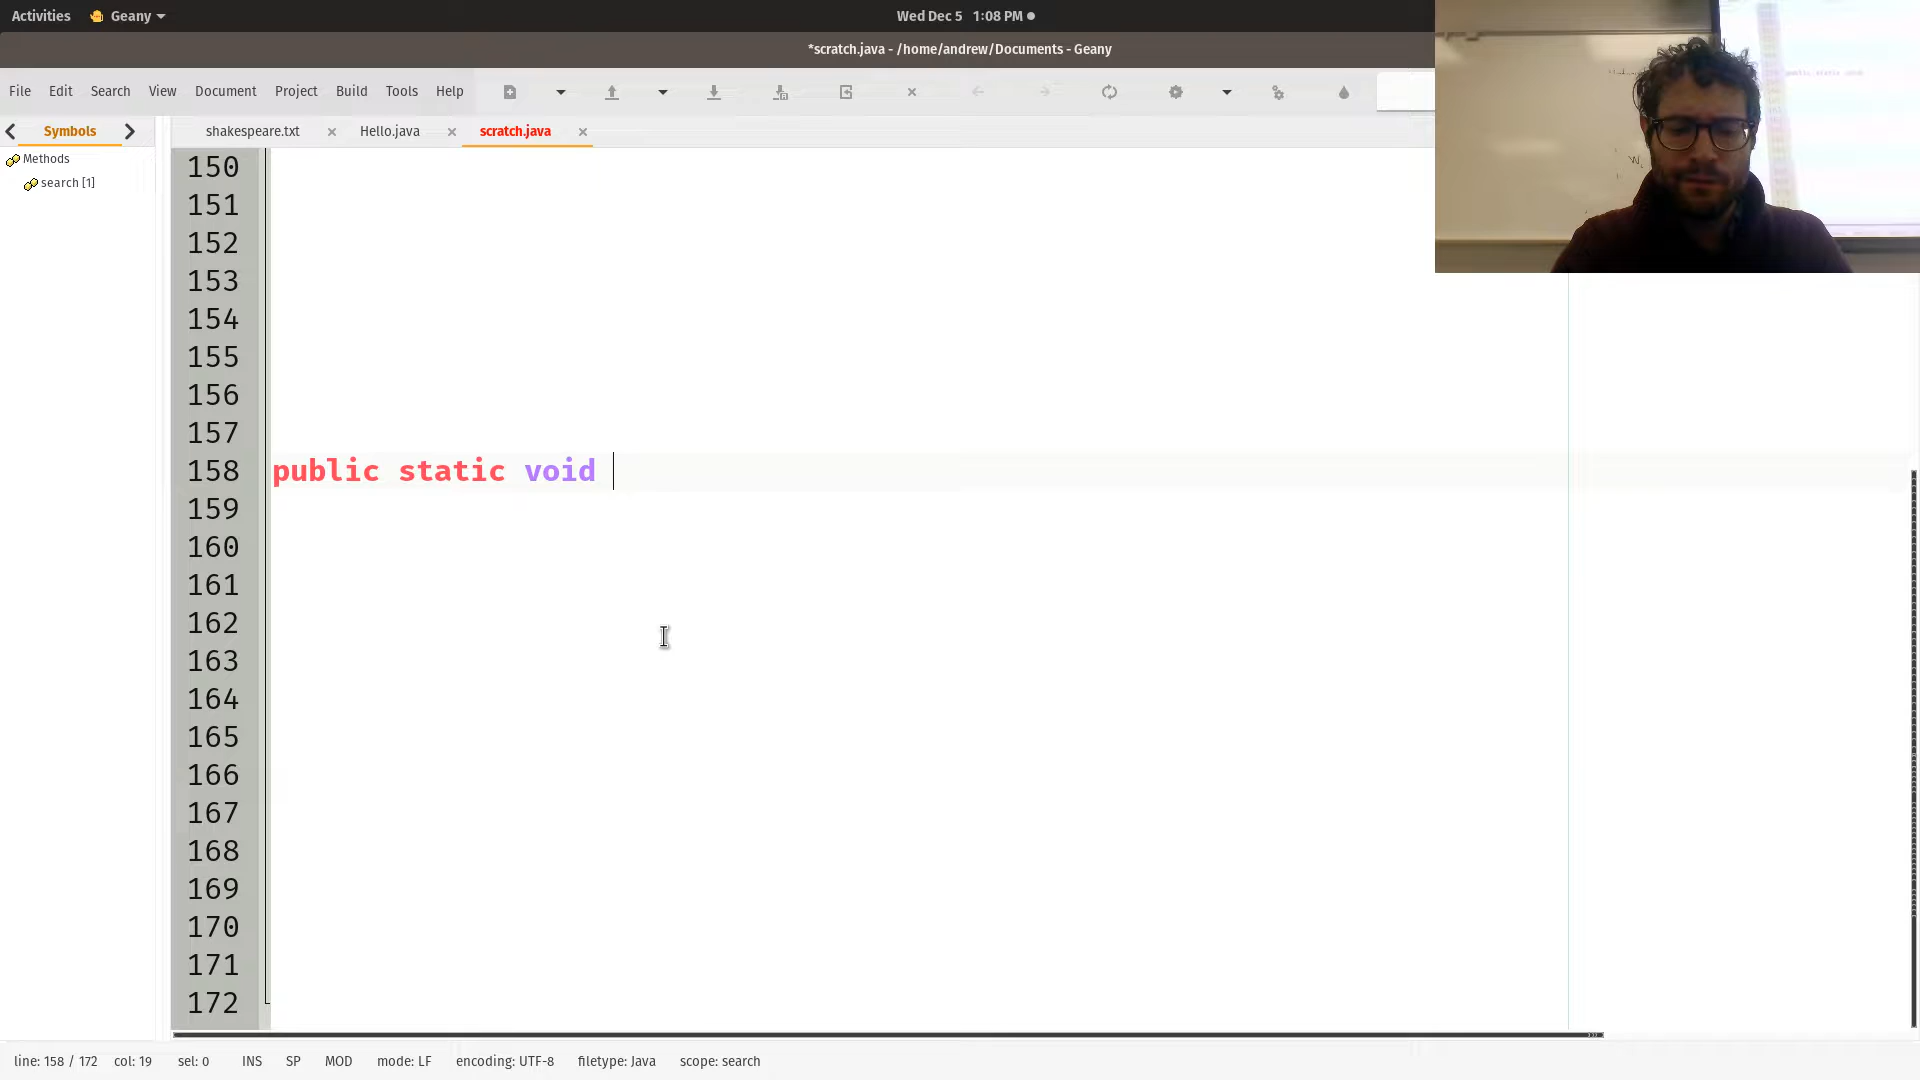 Activities Geany Wed Dec 5 1:08 PM
*scratch.java - /home/andrew/Documents - Geany
File Edit Search View Document Project Build Tools Help
Symbols shakespeare.txt Hello.java scratch.java
Methods
search [1]
150
151
152
153
154
155
156
157
158 public static void
159
160
161
162
163
164
165
166
167
168
169
170
171
172
line: 158 / 172 col: 19 sel: 0 INS SP MOD mode: LF encoding: UTF-8 filetype: Java scope: search